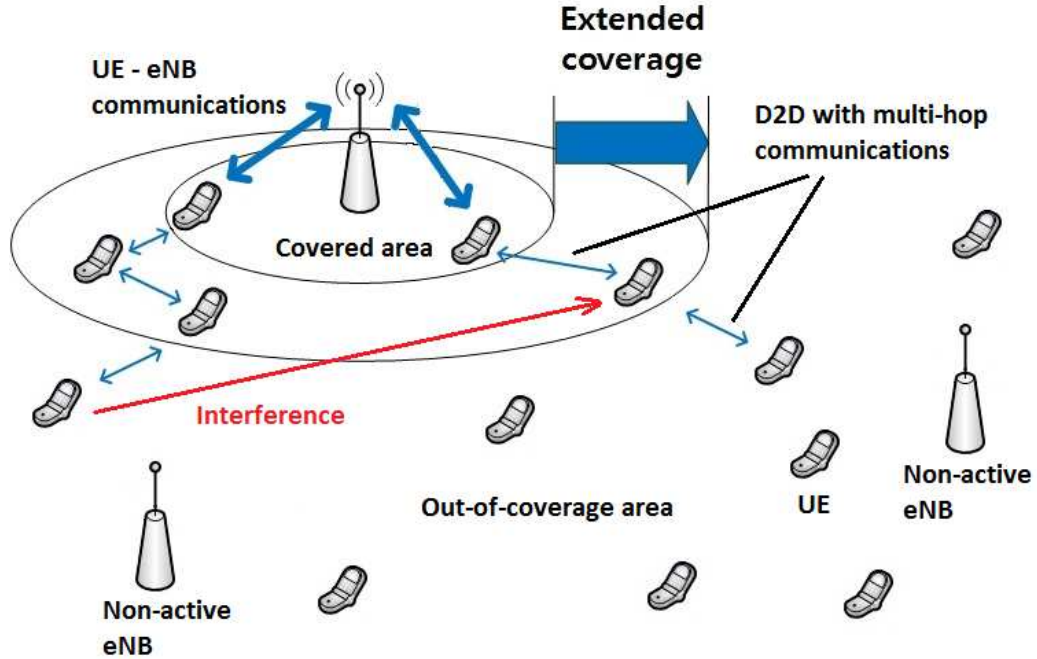 Extended
coverage
UE - eNB
communications
D2D with multi-hop
communications
Covered area
Interference
Out-of-coverage area
UE
Non-active
eNB
Non-active
eNB